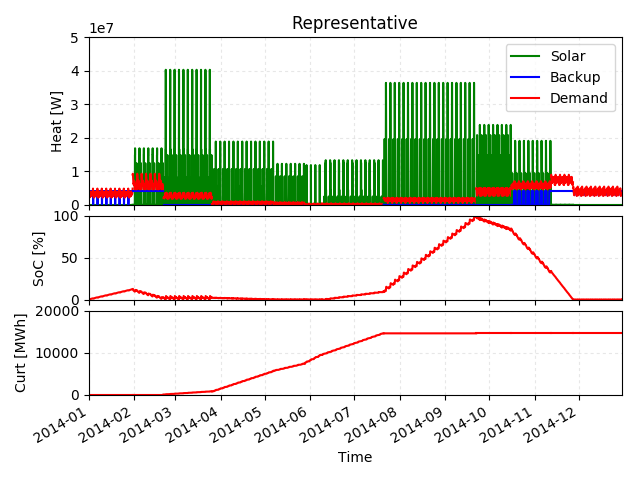 Representative
1e7
5
4
3
2
1
0
Heat [W]
Solar
Backup
Demand
100
50
0
SoC [%]
20000
10000
0
Curt [MWh]
2014-01
2014-02
2014-03
2014-04
2014-05
2014-06
2014-07
2014-08
2014-09
2014-10
2014-11
2014-12
Time